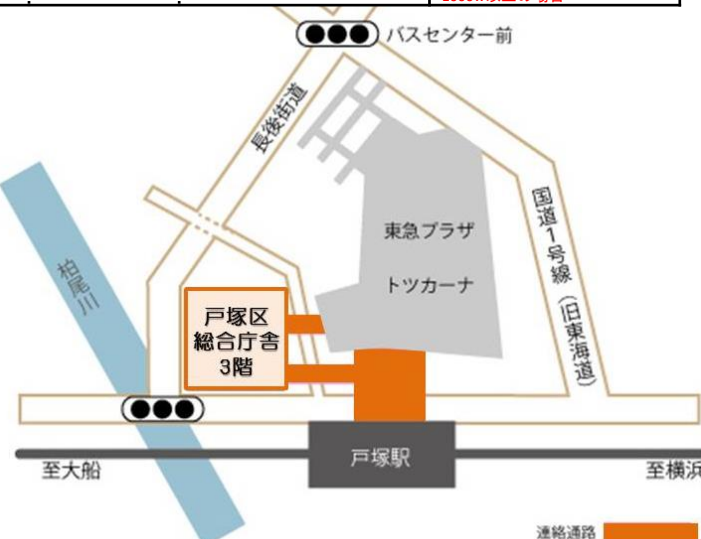 バスセンター前
長後街道
国道1号線（旧東海道）
東急プラザ
トツカーナ
柏尾川
戸塚区
総合庁舎
3階
戸塚駅
至大船
至横浜
連絡通路